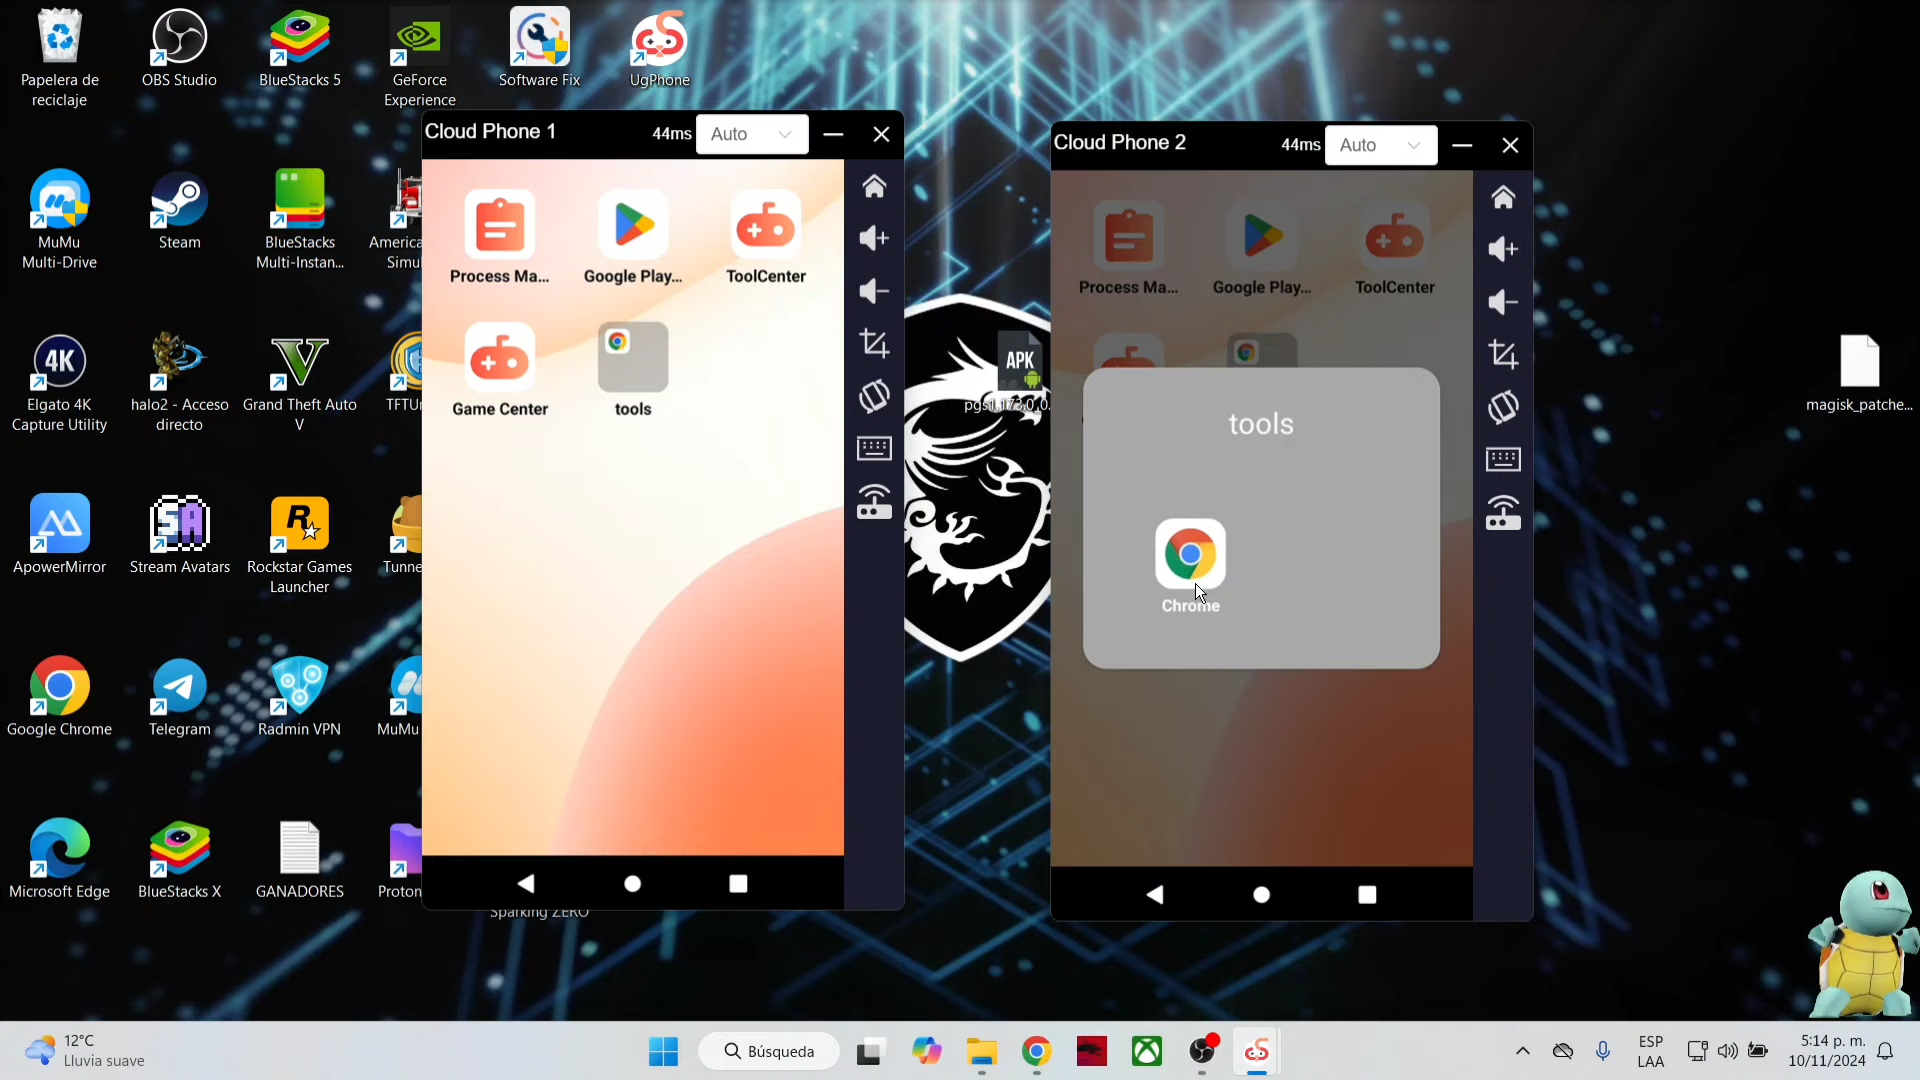 Papelera de
reciclaje
OBS Studio
BlueStacks 5
GeForce
Experience
Software Fix
UgPhone
MuMu
Multi-Drive
Steam
BlueStacks
Multi-Instan...
America
Simu
4K
Elgato 4K
Capture Utility
halo2 - Acceso
directo
Grand Theft Auto
V
ApowerMirror
SA
Stream Avatars
R
Rockstar Games
Launcher
Tunne
Google Chrome
Telegram
Radmin VPN
MuMu
Microsoft Edge
BlueStacks X
GANADORES
Proton
Sparking ZERO
Cloud Phone 1
44ms
Auto
Process Ma...
Google Play...
ToolCenter
Game Center
tools
APK
Cloud Phone 2
44ms
Auto
Process Ma...
Google Play...
ToolCenter
tools
Chrome
magisk_patche...
12°C
Lluvia suave
Búsqueda
ESP
LAA
5:14 p. m.
10/11/2024